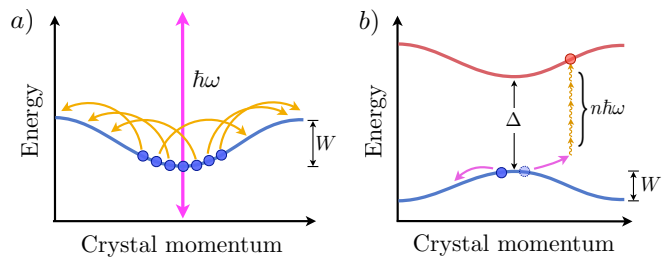 a)
Energy
ħω
W
Crystal momentum
b)
Energy
Δ
nħω
W
Crystal momentum